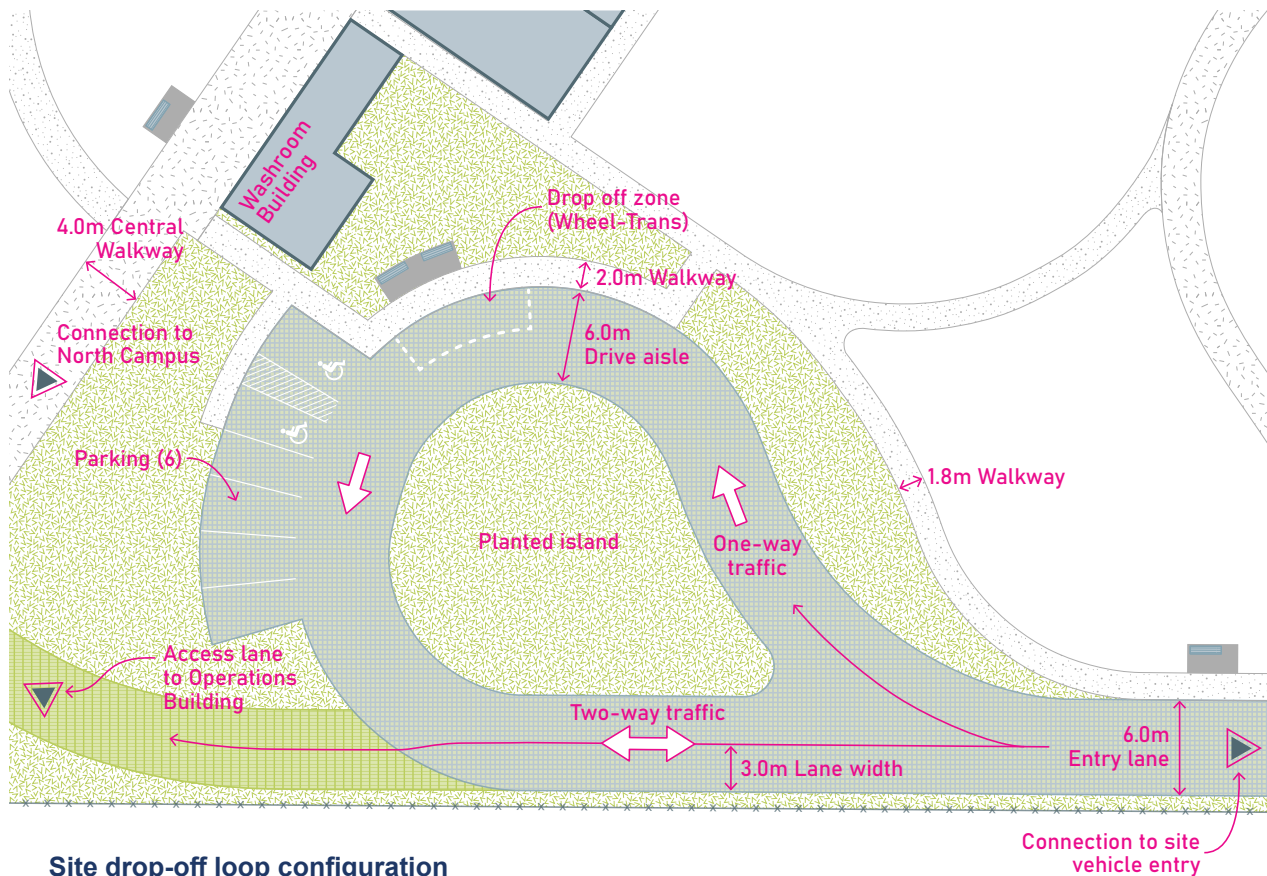 Washroom
Building
Drop off zone
(Wheel-Trans)
4.0m Central
Walkway
2.0m Walkway
Connection to
North Campus
6.0m
Drive aisle
Parking (6)
1.8m Walkway
Planted island
One-way
traffic
Access lane
to Operations
Building
Two-way traffic
6.0m
Entry lane
3.0m Lane width
Connection to site
vehicle entry
Site drop-off loop configuration